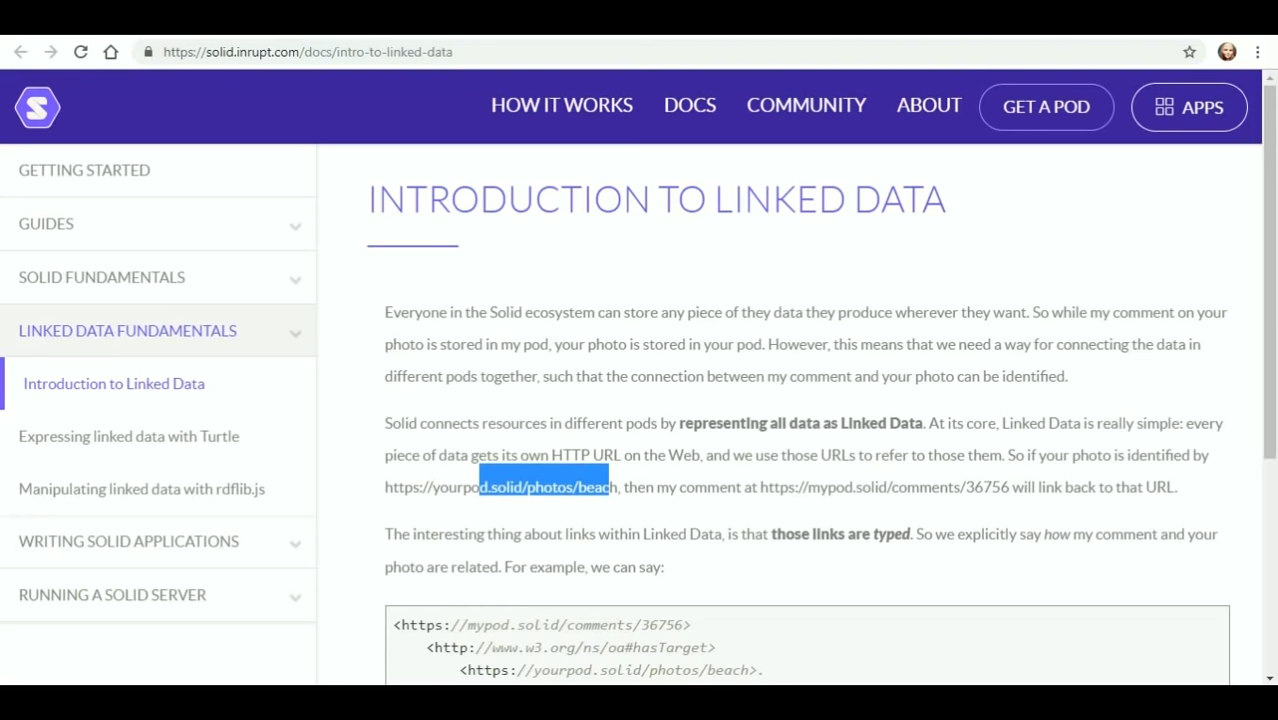 https://solid.inrupt.com/docs/intro-to-linked-data
S
HOW IT WORKS
DOCS
COMMUNITY
ABOUT
GET A POD
APPS
GETTING STARTED
GUIDES
SOLID FUNDAMENTALS
LINKED DATA FUNDAMENTALS
Introduction to Linked Data
Expressing linked data with Turtle
Manipulating linked data with rdflib.js
WRITING SOLID APPLICATIONS
RUNNING A SOLID SERVER
INTRODUCTION TO LINKED DATA
Everyone in the Solid ecosystem can store any piece of they data they produce wherever they want. So while my comment on your
photo is stored in my pod, your photo is stored in your pod. However, this means that we need a way for connecting the data in
different pods together, such that the connection between my comment and your photo can be identified.
Solid connects resources in different pods by representing all data as Linked Data. At its core, Linked Data is really simple: every
piece of data gets its own HTTP URL on the Web, and we use those URLs to refer to those them. So if your photo is identified by
https://yourpod.solid/photos/beach, then my comment at https://mypod.solid/comments/36756 will link back to that URL.
The interesting thing about links within Linked Data, is that those links are typed. So we explicitly say how my comment and your
photo are related. For example, we can say:
<https://mypod.solid/comments/36756>
<http://www.w3.org/ns/oa#hasTarget>
<https://yourpod.solid/photos/beach>.